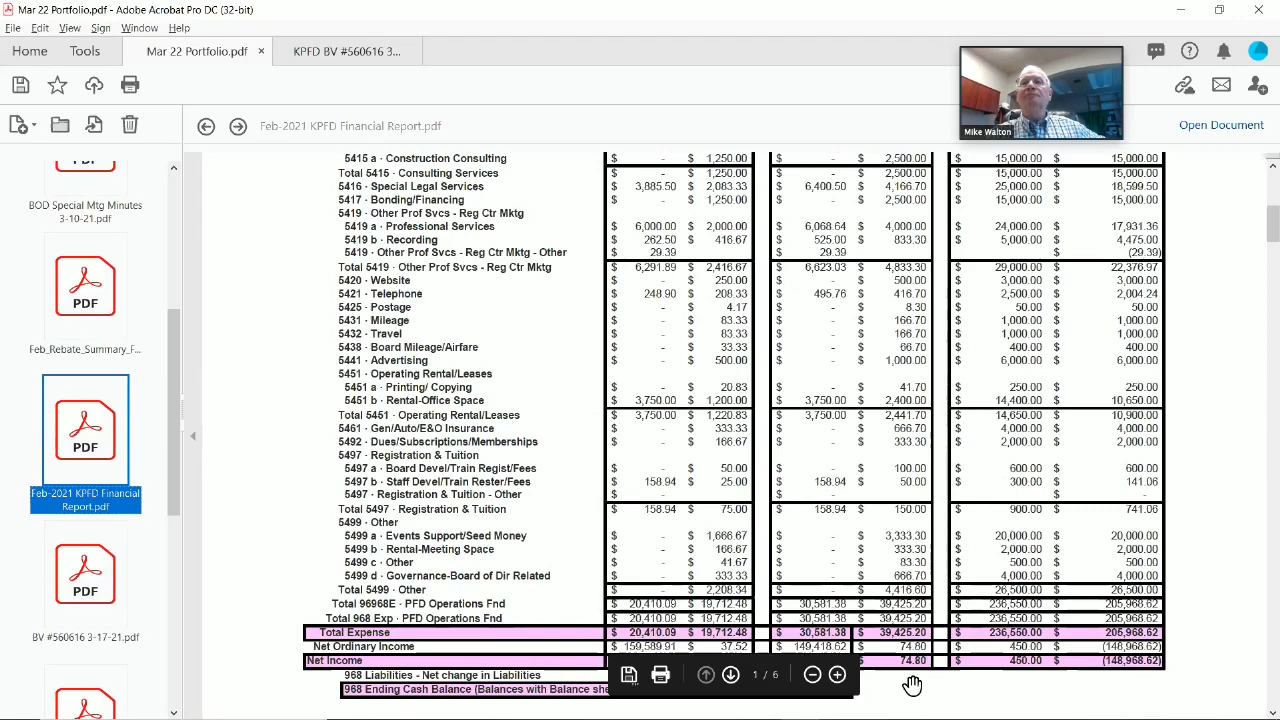 Mar 22 Portfolio.pdf - Adobe Acrobat Pro DC (32-bit)
File Edit View Sign Window Help
Home Tools Mar 22 Portfolio.pdf × KPFD BV #560616 3...
Mike Walton
Feb-2021 KPFD Financial Report.pdf Open Document
BOD Special Mtg Minutes 3-10-21.pdf
PDF
Feb_Rebate_Summary_F...
PDF
Feb-2021 KPFD Financial Report.pdf
PDF
BV #560616 3-17-21.pdf
5415 a · Construction Consulting $ - $ 1,250.00 $ - $ 2,500.00 $ 15,000.00 $ 15,000.00
Total 5415 · Consulting Services $ - $ 1,250.00 $ - $ 2,500.00 $ 15,000.00 $ 15,000.00
5416 · Special Legal Services $ 3,885.50 $ 2,083.33 $ 6,400.50 $ 4,166.70 $ 25,000.00 $ 18,599.50
5417 · Bonding/Financing $ - $ 1,250.00 $ - $ 2,500.00
5419 · Other Prof Svcs - Reg Ctr Mktg
5419 a · Professional Services $ 6,000.00 $ 2,000.00 $ 6,068.64 $ 4,000.00 $ 24,000.00 $ 17,931.36
5419 b · Recording $ 262.50 $ 416.67 $ 525.00 $ 833.30 $ 5,000.00 $ 4,475.00
5419 · Other Prof Svcs - Reg Ctr Mktg - Other $ 29.39 $ 29.39 $ (29.39)
Total 5419 · Other Prof Svcs - Reg Ctr Mktg $ 6,291.89 $ 2,416.67 $ 6,623.03 $ 4,833.30 $ 29,000.00 $ 22,376.97
5420 · Website $ - $ 250.00 $ - $ 500.00 $ 3,000.00 $ 3,000.00
5421 · Telephone $ 248.90 $ 208.33 $ 495.76 $ 416.70 $ 2,500.00 $ 2,004.24
5425 · Postage $ - $ 4.17 $ - $ 8.30 $ 50.00 $ 50.00
5431 · Mileage $ - $ 83.33 $ - $ 166.70 $ 1,000.00 $ 1,000.00
5432 · Travel $ - $ 83.33 $ - $ 166.70 $ 1,000.00 $ 1,000.00
5438 · Board Mileage/Airfare $ - $ 33.33 $ - $ 166.70 $ 400.00 $ 400.00
5441 · Advertising $ - $ 500.00 $ - $ 1,000.00 $ 6,000.00 $ 6,000.00
5451 · Operating Rental/Leases
5451 a · Printing/ Copying $ - $ 20.83 $ - $ 41.70 $ 250.00 $ 250.00
5451 b · Rental-Office Space $ 3,750.00 $ 1,200.00 $ 3,750.00 $ 2,400.00 $ 14,400.00 $ 10,650.00
Total 5451 · Operating Rental/Leases $ 3,750.00 $ 1,220.83 $ 3,750.00 $ 2,441.70 $ 14,650.00 $ 10,900.00
5461 · Gen/Auto/E&O Insurance $ - $ 333.33 $ - $ 666.70 $ 4,000.00 $ 4,000.00
5492 · Dues/Subscriptions/Memberships $ - $ 166.67 $ - $ 333.30 $ 2,000.00 $ 2,000.00
5497 · Registration & Tuition
5497 a · Board Devel/Train Regist/Fees $ - $ 50.00 $ - $ 100.00 $ 600.00 $ 600.00
5497 b · Staff Devel/Train Rester/Fees $ 158.94 $ 25.00 $ 158.94 $ 50.00 $ 300.00 $ 141.06
5497 · Registration & Tuition - Other $ - $ - $ -
Total 5497 · Registration & Tuition $ 158.94 $ 75.00 $ 158.94 $ 150.00 $ 900.00 $ 741.06
5499 · Other
5499 a · Events Support/Seed Money $ - $ 1,666.67 $ - $ 3,333.30 $ 20,000.00 $ 20,000.00
5499 b · Rental-Meeting Space $ - $ 166.67 $ - $ 333.30 $ 2,000.00 $ 2,000.00
5499 c · Other $ - $ 41.67 $ - $ 83.30 $ 500.00 $ 500.00
5499 d · Governance-Board of Dir Related $ - $ 333.33 $ - $ 666.70 $ 4,000.00 $ 4,000.00
Total 5499 · Other $ - $ 2,208.34 $ - $ 4,416.60 $ 26,500.00 $ 26,500.00
Total 96968E · PFD Operations Fnd $ 20,410.09 $ 19,712.48 $ 30,581.38 $ 39,425.20 $ 236,550.00 $ 205,968.62
Total 968 Exp · PFD Operations Fnd $ 20,410.09 $ 19,712.48 $ 30,581.38 $ 39,425.20 $ 236,550.00 $ 205,968.62
Total Expense $ 20,410.09 $ 19,712.48 $ 30,581.38 $ 39,425.20 $ 236,550.00 $ 205,968.62
Net Ordinary Income $ 159,589.91 $ 37.52 $ 149,418.62 $ 74.80 $ 450.00 $ (148,968.62)
Net Income $ 74.80 $ 450.00 $ (148,968.62)
968 Liabilities - Net change in Liabilities
968 Ending Cash Balance (Balances with Balance she
1 / 6